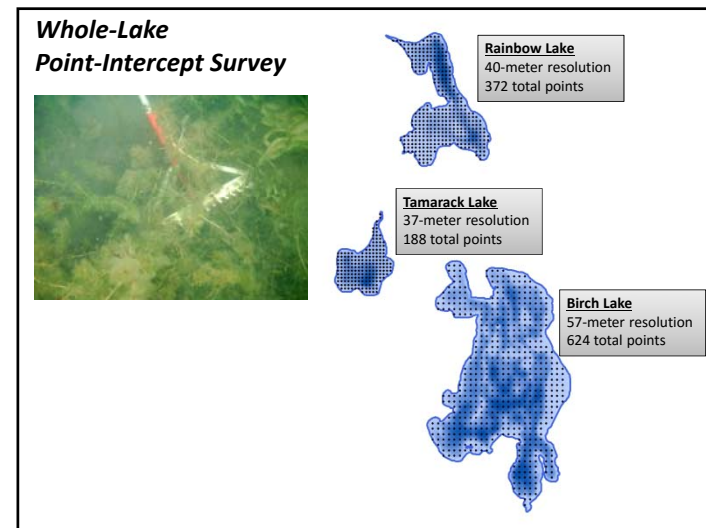 Whole-Lake
Point-Intercept Survey
Rainbow Lake
40-meter resolution
372 total points
Tamarack Lake
37-meter resolution
188 total points
Birch Lake
57-meter resolution
624 total points